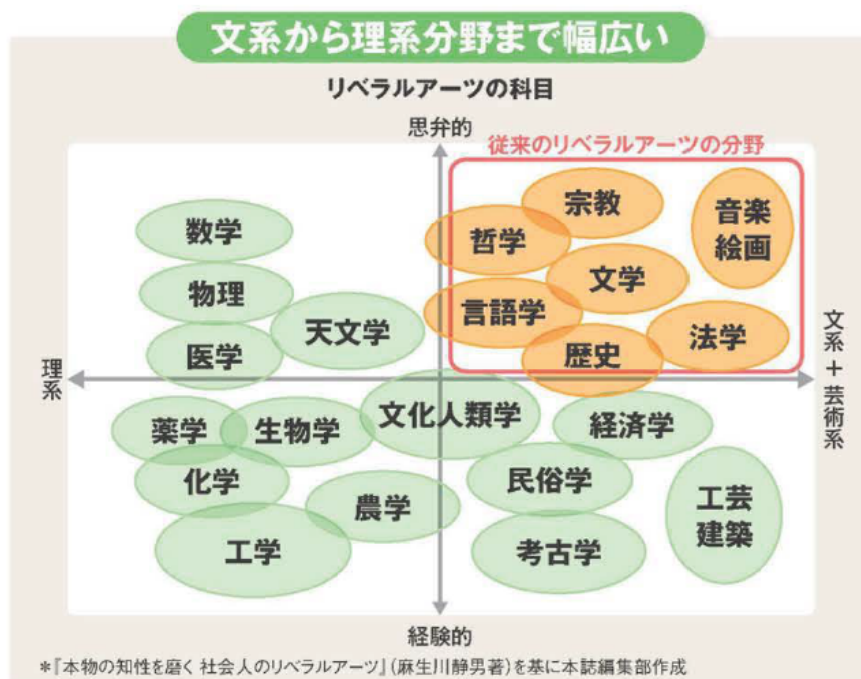 文系から理系分野まで幅広い
リベラルアーツの科目
思弁的
従来のリベラルアーツの分野
宗教
音楽
絵画
数学
哲学
物理
文学
言語学
天文学
法学
医学
歴史
理系
文系+芸術系
文化人類学
薬学
生物学
経済学
化学
民俗学
農学
工芸
建築
工学
考古学
経験的
*『本物の知性を磨く 社会人のリベラルアーツ』(麻生川静男著)を基に本誌編集部作成